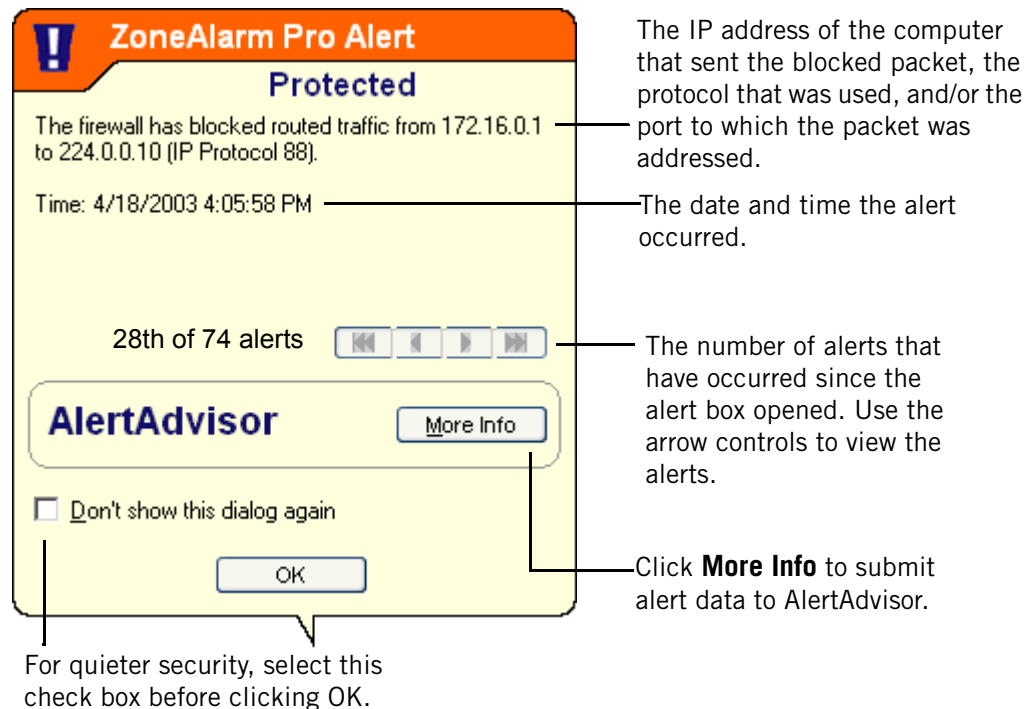 ZoneAlarm Pro Alert
Protected
The firewall has blocked routed traffic from 172.16.0.1
to 224.0.0.10 (IP Protocol 88).
Time: 4/18/2003 4:05:58 PM
28th of 74 alerts
AlertAdvisor
More Info
Don't show this dialog again
OK
The IP address of the computer
that sent the blocked packet, the
protocol that was used, and/or the
port to which the packet was
addressed.
The date and time the alert
occurred.
The number of alerts that
have occurred since the
alert box opened. Use the
arrow controls to view the
alerts.
Click More Info to submit
alert data to AlertAdvisor.
For quieter security, select this
check box before clicking OK.